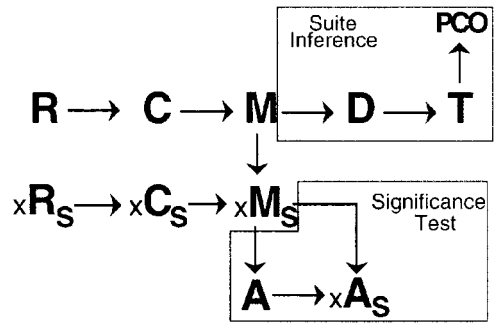 Suite
Inference
PCO
R → C → M → D → T
xRS → xCS → xMS
Significance
Test
A → xAS